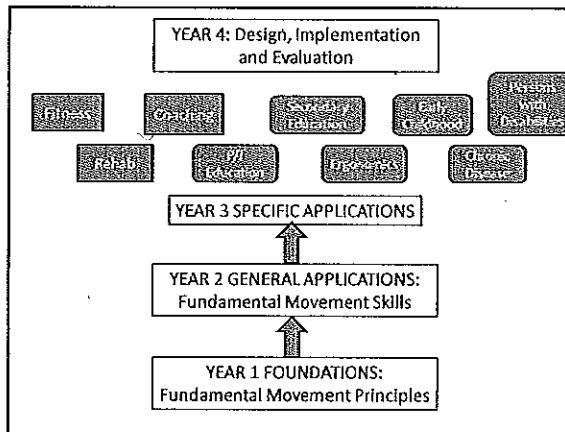 YEAR 4: Design, Implementation
and Evaluation
Fitness
Coaching
Secondary
Education
Early
Childhood
Persons
with
Disabilities
Rehab
P/J
Education
Chronic
Disease
YEAR 3 SPECIFIC APPLICATIONS
YEAR 2 GENERAL APPLICATIONS:
Fundamental Movement Skills
YEAR 1 FOUNDATIONS:
Fundamental Movement Principles